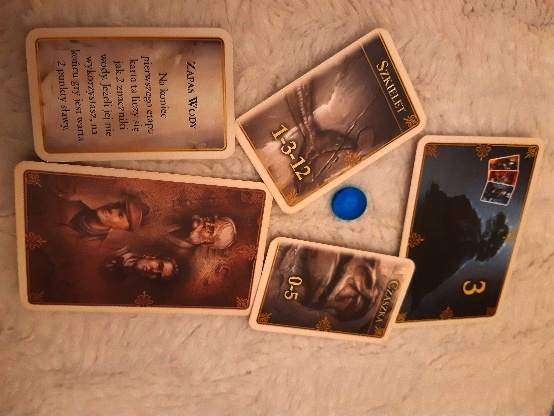 ZAPAS WODY
Na koniec
pierwszego etapu
karta ta liczy się
jak 2 znaczniki
wody. Jeżeli jej nie
wykorzystasz, na
końcu gry jest warta
2 punkty sławy.
SZKIELET
1-3-12
CZASZKA
0-5
3